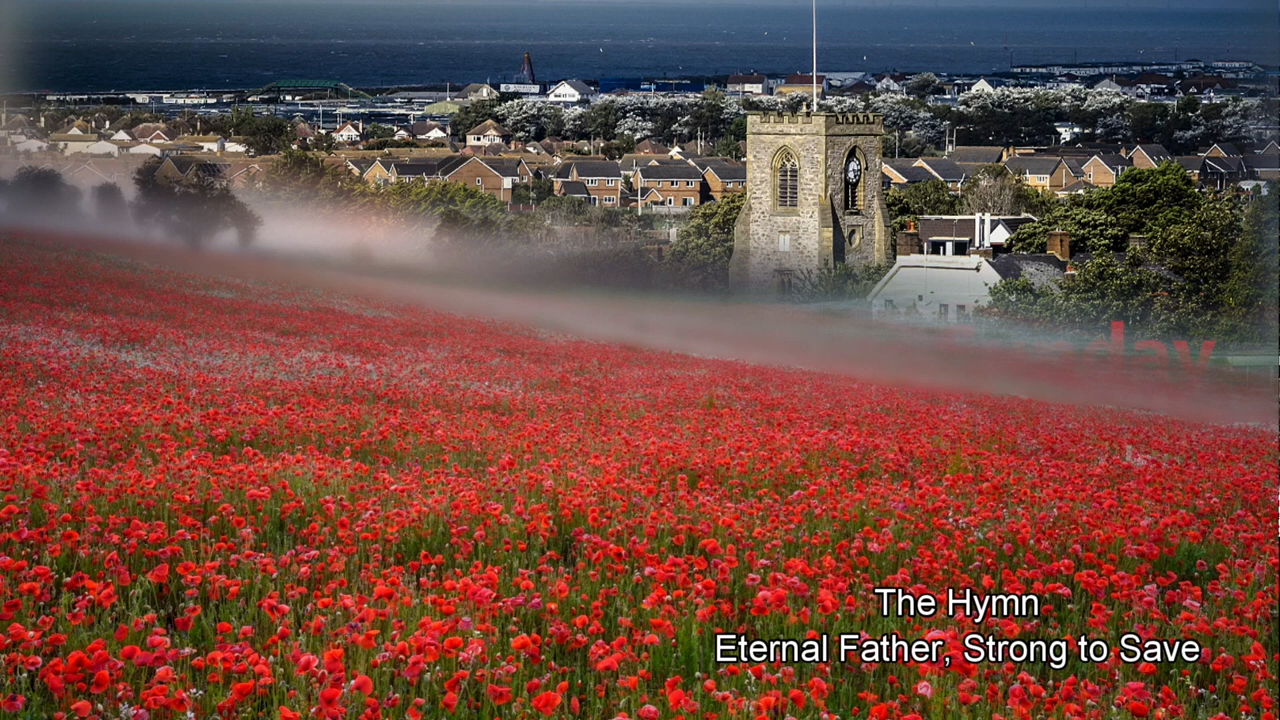 The Hymn
Eternal Father, Strong to Save